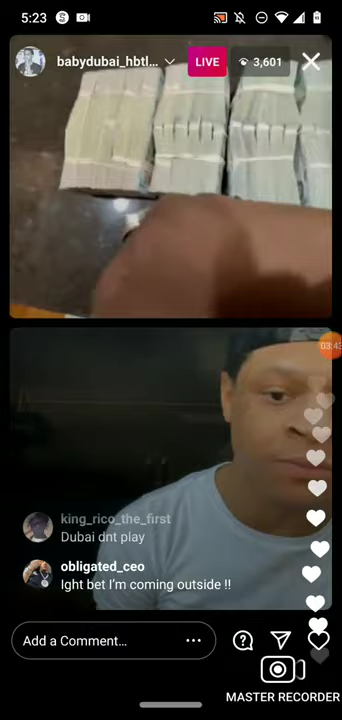 5:23
babydubai_hbtl...
LIVE
3,601
03:43
king_rico_the_first
Dubai dnt play
obligated_ceo
Ight bet I'm coming outside !!
Add a Comment...
MASTER RECORDER